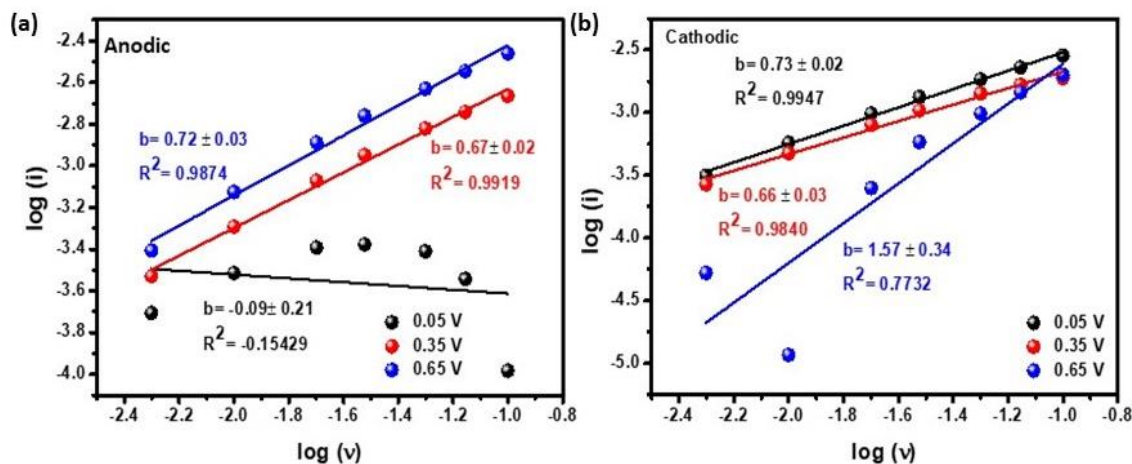 (a)
Anodic
log (i)
-2.4
-2.6
-2.8
-3.0
-3.2
-3.4
-3.6
-3.8
-4.0
b= 0.72 ± 0.03
R² = 0.9874
b= 0.67± 0.02
R² = 0.9919
b= -0.09± 0.21
R² = -0.15429
0.05 V
0.35 V
0.65 V
-2.4 -2.2 -2.0 -1.8 -1.6 -1.4 -1.2 -1.0 -0.8
log (ν)
(b)
Cathodic
log (i)
-2.5
-3.0
-3.5
-4.0
-4.5
-5.0
b= 0.73 ± 0.02
R² = 0.9947
b= 0.66 ± 0.03
R² = 0.9840
b= 1.57 ± 0.34
R² = 0.7732
0.05 V
0.35 V
0.65 V
-2.4 -2.2 -2.0 -1.8 -1.6 -1.4 -1.2 -1.0 -0.8
log (ν)